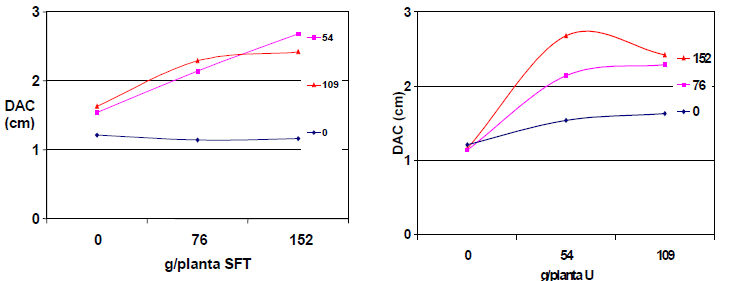 3
2
1
0
DAC
(cm)
0 76 152
g/planta SFT
54
109
0
3
2
1
0
DAC (cm)
0 54 109
g/planta U
152
76
0